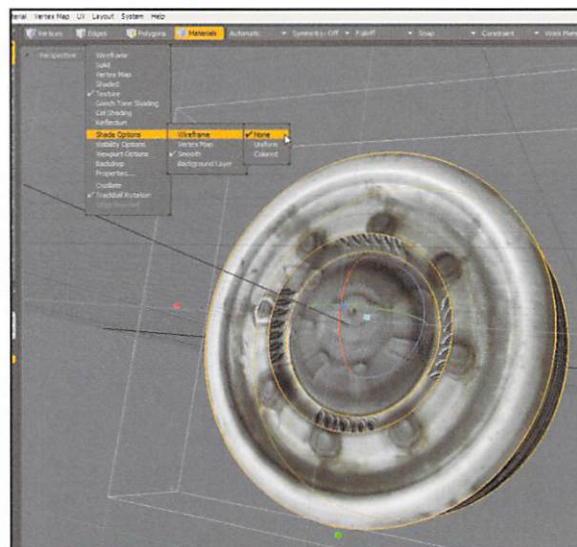 Vertex Map UV Layout System Help
Vertices Edges Polygons Materials Automatic Symmetry: Off Falloff Snap Constraint Work
Perspective
Wireframe
Solid
Vertex Map
Shaded
Texture
Gooch Tone Shading
Cel Shading
Reflection
Shade Options Wireframe None
Visibility Options Vertex Map Uniform
Viewport Options Smooth Colored
Backdrop Background Layer
Properties...
Oscillate
Trackball Rotation